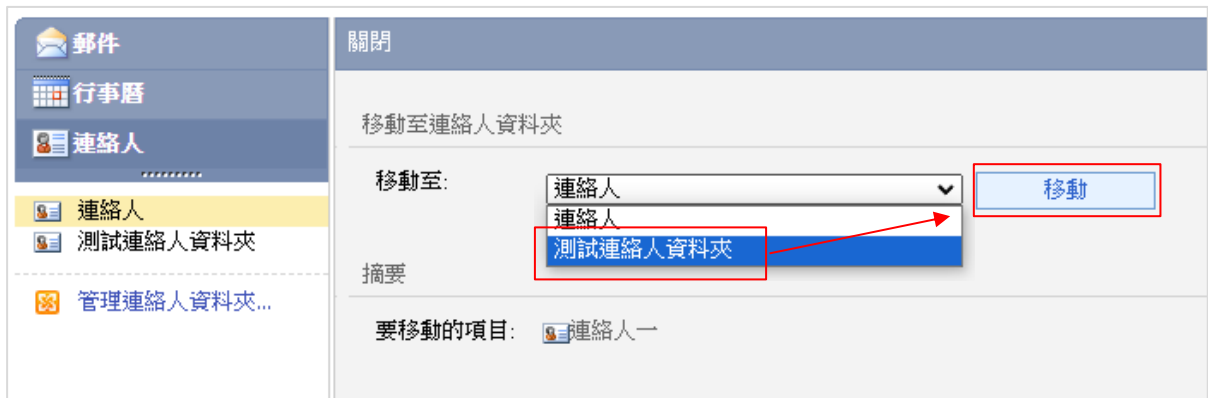 郵件
行事曆
連絡人
連絡人
測試連絡人資料夾
管理連絡人資料夾...
關閉
移動至連絡人資料夾
移動至:
連絡人
移動
連絡人
測試連絡人資料夾
摘要
要移動的項目:
連絡人一